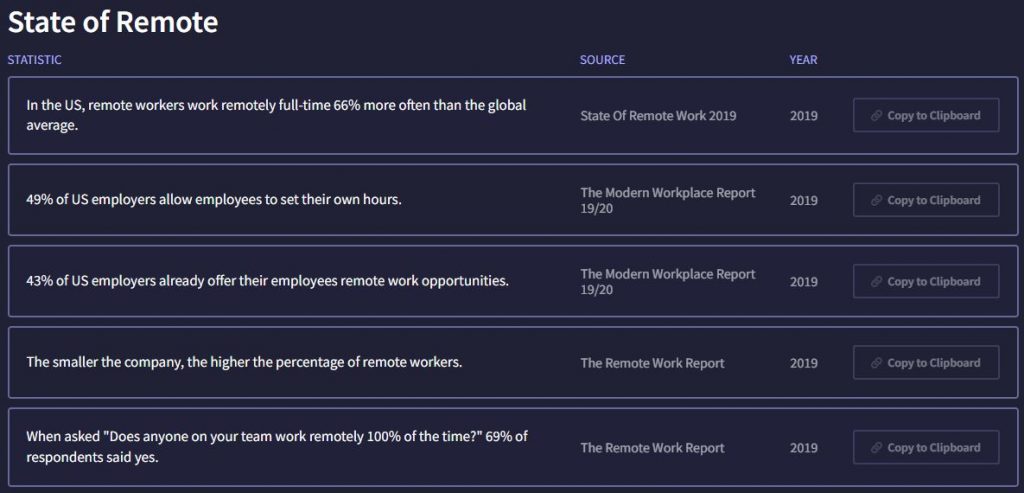 State of Remote
STATISTIC SOURCE YEAR
In the US, remote workers work remotely full-time 66% more often than the global
average.
State Of Remote Work 2019 2019 Copy to Clipboard
49% of US employers allow employees to set their own hours.
The Modern Workplace Report
19/20
2019 Copy to Clipboard
43% of US employers already offer their employees remote work opportunities.
The Modern Workplace Report
19/20
2019 Copy to Clipboard
The smaller the company, the higher the percentage of remote workers.
The Remote Work Report 2019 Copy to Clipboard
When asked "Does anyone on your team work remotely 100% of the time?" 69% of
respondents said yes.
The Remote Work Report 2019 Copy to Clipboard